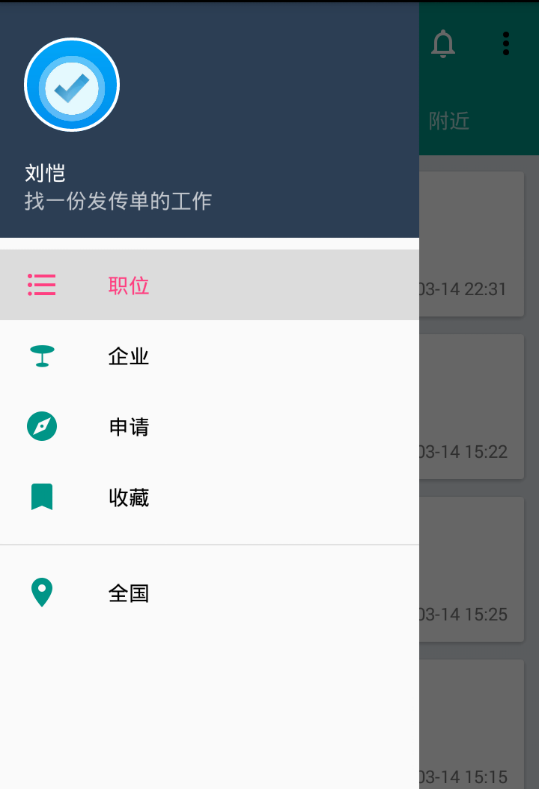 附近
刘恺
找一份发传单的工作
职位
03-14 22:31
企业
申请
03-14 15:22
收藏
全国
03-14 15:25
03-14 15:15